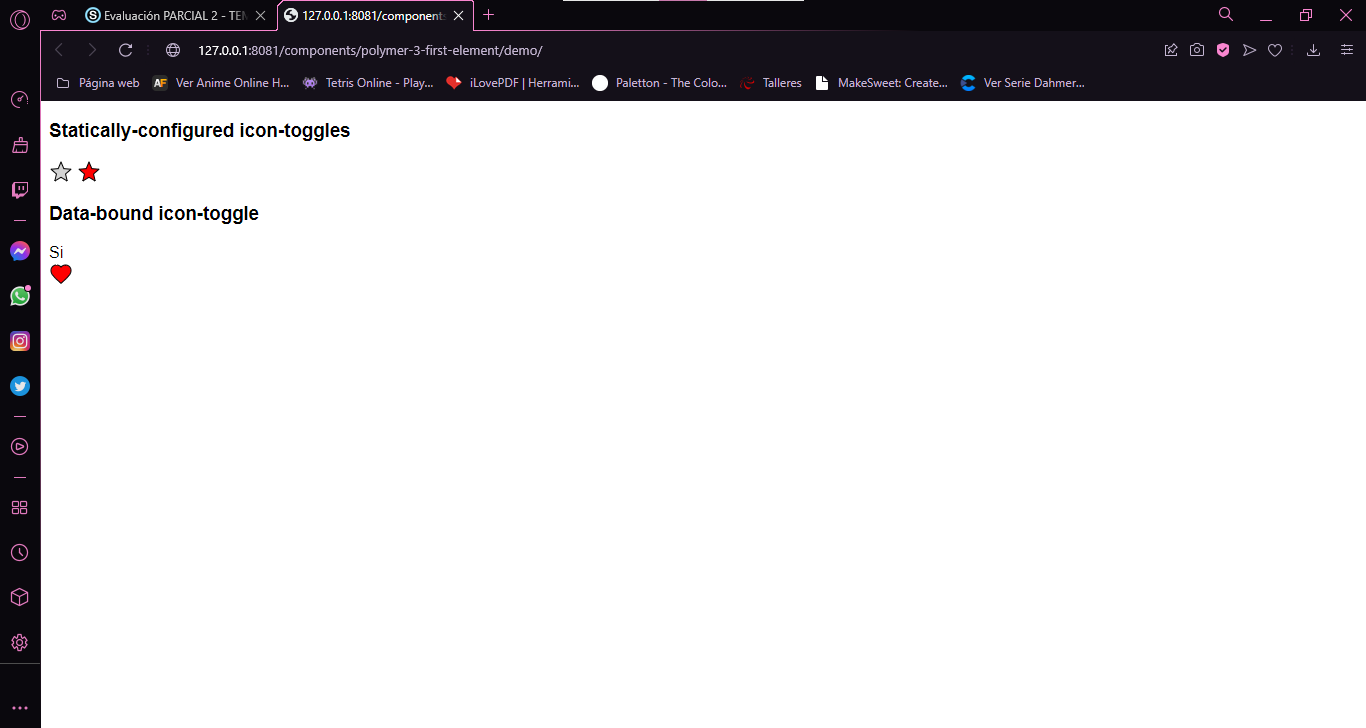 Evaluación PARCIAL 2 - TEM
127.0.0.1:8081/components
127.0.0.1:8081/components/polymer-3-first-element/demo/
Página web
AF Ver Anime Online H...
Tetris Online - Play...
iLovePDF | Herrami...
Paletton - The Colo...
Talleres
MakeSweet: Create...
Ver Serie Dahmer...
Statically-configured icon-toggles
Data-bound icon-toggle
Si